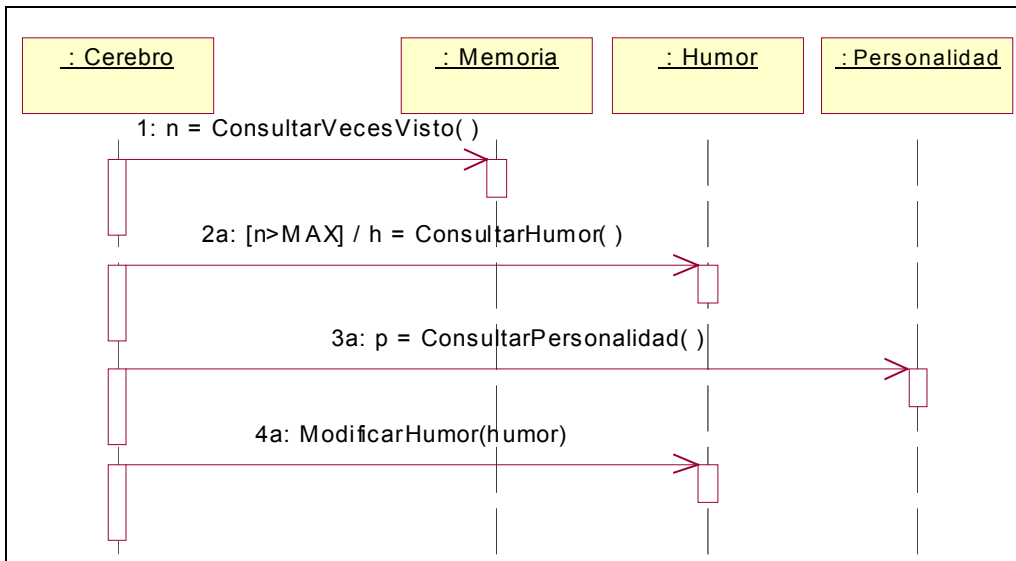 : Cerebro
: Memoria
: Humor
: Personalidad
1: n = ConsultarVecesVisto( )
2a: [n>MAX] / h = ConsultarHumor( )
3a: p = ConsultarPersonalidad( )
4a: ModificarHumor(humor)